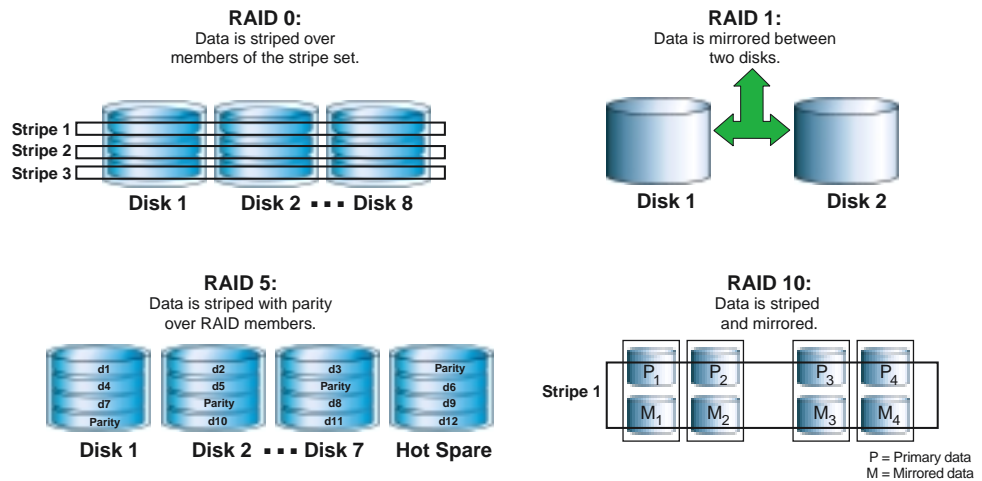 RAID 0:
Data is striped over
members of the stripe set.
Stripe 1
Stripe 2
Stripe 3
Disk 1
Disk 2 ▪ ▪ ▪ Disk 8
RAID 1:
Data is mirrored between
two disks.
Disk 1
Disk 2
RAID 5:
Data is striped with parity
over RAID members.
d1 d2 d3 Parity
d4 d5 Parity d6
d7 Parity d8 d9
Parity d10 d11 d12
Disk 1 Disk 2 ▪ ▪ ▪ Disk 7 Hot Spare
RAID 10:
Data is striped
and mirrored.
Stripe 1
P1 P2 P3 P4
M1 M2 M3 M4
P = Primary data
M = Mirrored data